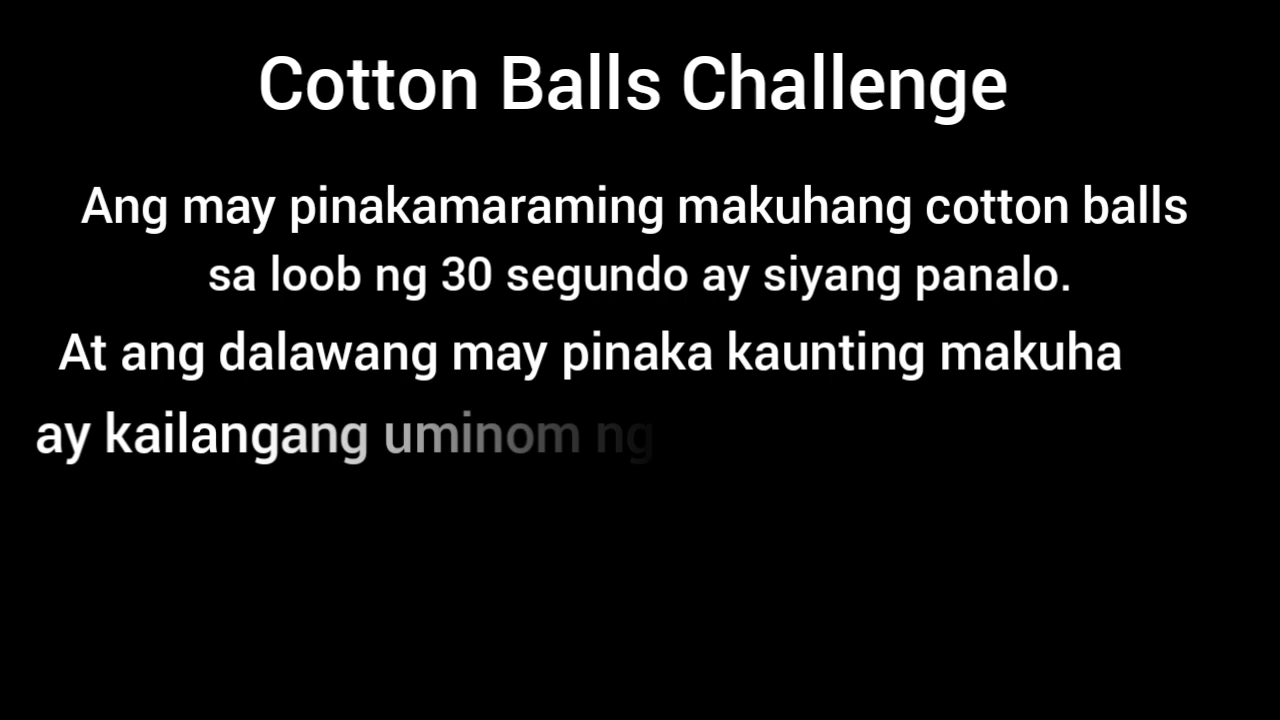 Cotton Balls Challenge
Ang may pinakamaraming makuhang cotton balls
sa loob ng 30 segundo ay siyang panalo.
At ang dalawang may pinaka kaunting makuha
ay kailangang uminom ng